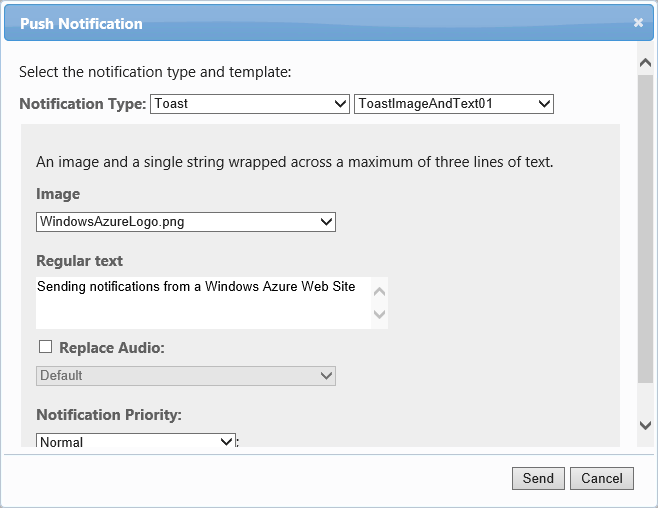 Push Notification
Select the notification type and template:
Notification Type: Toast ToastImageAndText01
An image and a single string wrapped across a maximum of three lines of text.
Image
WindowsAzureLogo.png
Regular text
Sending notifications from a Windows Azure Web Site
Replace Audio:
Default
Notification Priority:
Normal :
Send Cancel